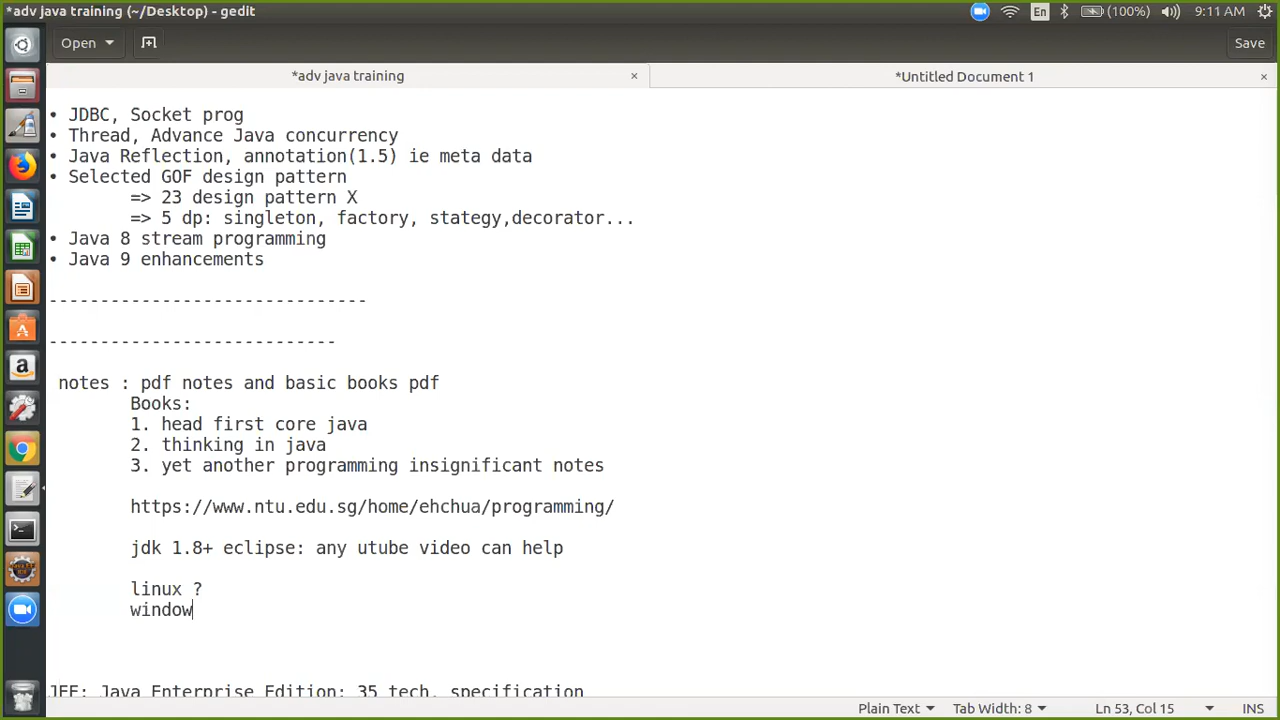 *adv java training (~/Desktop) - gedit
En
(100%)
9:11 AM
Open
Save
*adv java training ×
*Untitled Document 1 ×
• JDBC, Socket prog
• Thread, Advance Java concurrency
• Java Reflection, annotation(1.5) ie meta data
• Selected GOF design pattern
=> 23 design pattern X
=> 5 dp: singleton, factory, stategy,decorator...
• Java 8 stream programming
• Java 9 enhancements
-------------------------------
----------------------------
notes : pdf notes and basic books pdf
Books:
1. head first core java
2. thinking in java
3. yet another programming insignificant notes
https://www.ntu.edu.sg/home/ehchua/programming/
jdk 1.8+ eclipse: any utube video can help
linux ?
window
JEE: Java Enterprise Edition: 35 tech. specification
Plain Text
Tab Width: 8
Ln 53, Col 15
INS